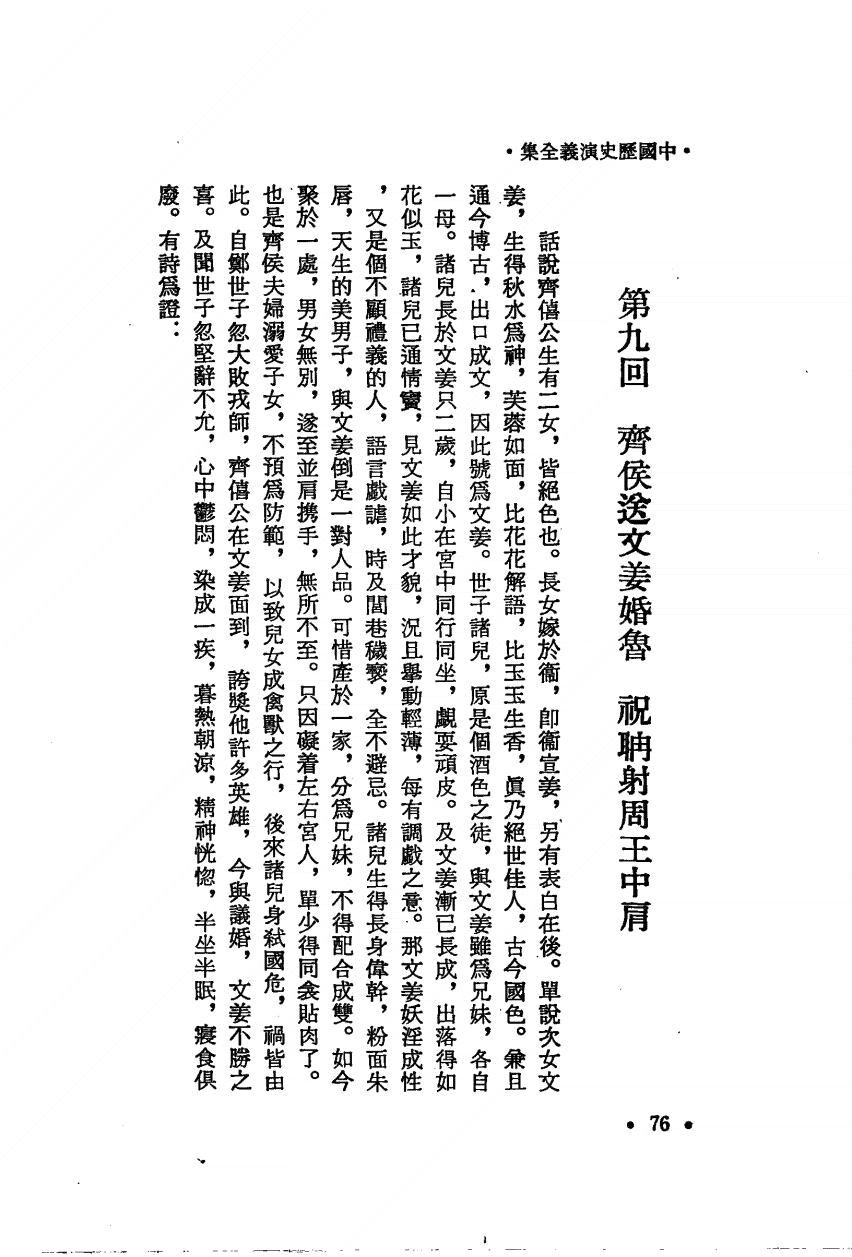 •中國歷史演義全集•
第九回　齊侯送文姜婚魯　祝聃射周王中肩
話說齊僖公生有二女，皆絕色也。長女嫁於衞，卽衞宣姜，另有表白在後。單說次女文
姜，生得秋水爲神，芙蓉如面，比花花解語，比玉玉生香，眞乃絕世佳人，古今國色。兼且
通今博古，出口成文，因此號爲文姜。世子諸兒，原是個酒色之徒，與文姜雖爲兄妹，各自
一母。諸兒長於文姜只二歲，自小在宮中同行同坐，覷耍頑皮。及文姜漸已長成，出落得如
花似玉，諸兒已通情竇，見文姜如此才貌，況且舉動輕薄，每有調戲之意。那文姜妖淫成性
，又是個不顧禮義的人，語言戲謔，時及閭巷穢褻，全不避忌。諸兒生得長身偉幹，粉面朱
唇，天生的美男子，與文姜倒是一對人品。可惜產於一家，分爲兄妹，不得配合成雙。如今
聚於一處，男女無別，遂至並肩携手，無所不至。只因礙着左右宮人，單少得同衾貼肉了。
也是齊侯夫婦溺愛子女，不預爲防範，以致兒女成禽獸之行，後來諸兒身弒國危，禍皆由
此。自鄭世子忽大敗戎師，齊僖公在文姜面到，誇獎他許多英雄，今與議婚，文姜不勝之
喜。及聞世子忽堅辭不允，心中鬱悶，染成一疾，暮熱朝涼，精神恍惚，半坐半眠，寢食俱
廢。有詩爲證：
•76•